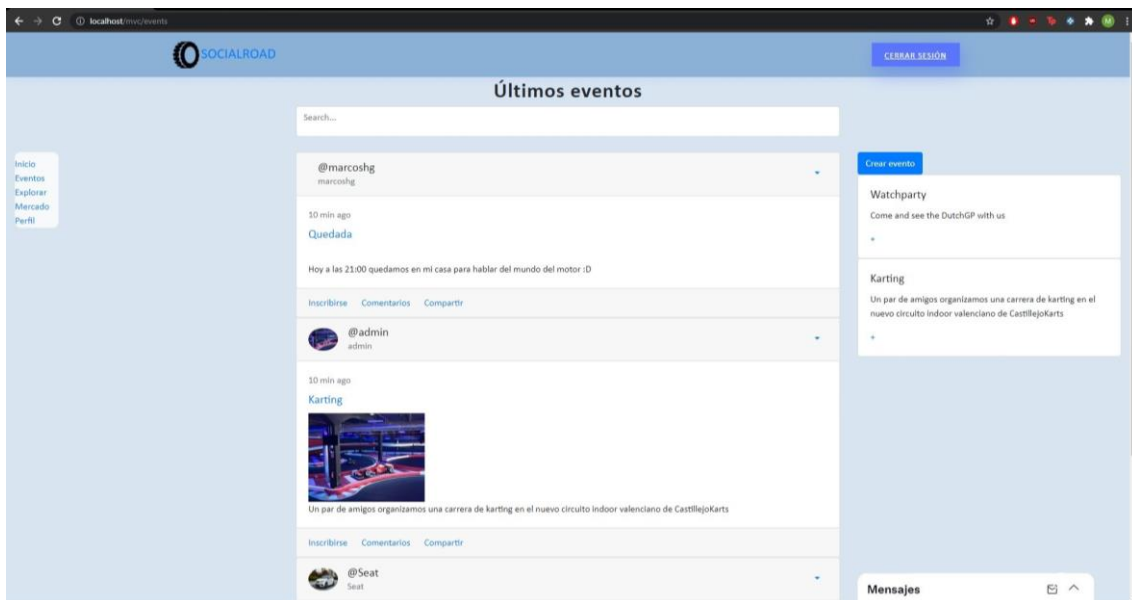 localhost/mvc/events
SOCIALROAD
CERRAR SESIÓN
Últimos eventos
Search...
Inicio
Eventos
Explorar
Mercado
Perfil
@marcoshg
marcoshg
10 min ago
Quedada
Hoy a las 21:00 quedamos en mi casa para hablar del mundo del motor :D
Inscribirse Comentarios Compartir
@admin
admin
10 min ago
Karting
Un par de amigos organizamos una carrera de karting en el nuevo circuito indoor valenciano de CastillejoKarts
Inscribirse Comentarios Compartir
@Seat
Seat
Crear evento
Watchparty
Come and see the DutchGP with us
+
Karting
Un par de amigos organizamos una carrera de karting en el
nuevo circuito indoor valenciano de CastillejoKarts
+
Mensajes